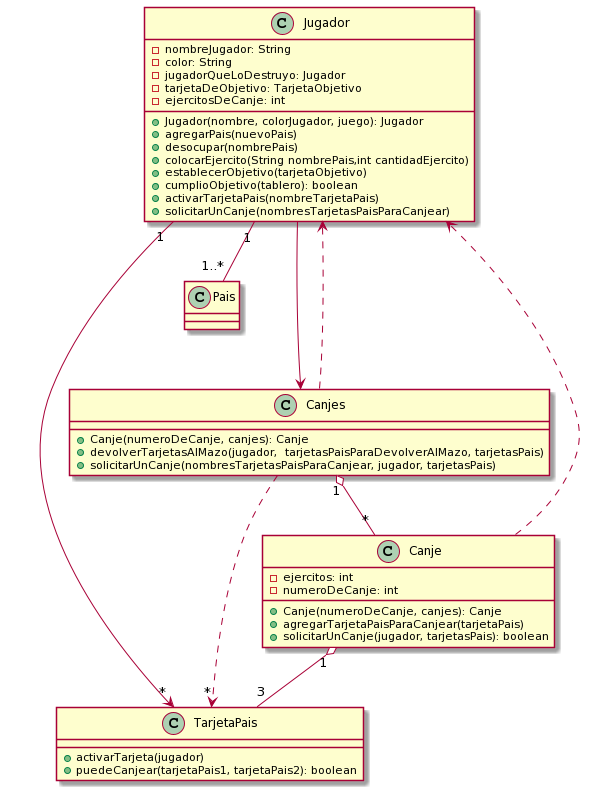 C Jugador
nombreJugador: String
color: String
jugadorQueLoDestruyo: Jugador
tarjetaDeObjetivo: TarjetaObjetivo
ejercitosDeCanje: int
Jugador(nombre, colorJugador, juego): Jugador
agregarPais(nuevoPais)
desocupar(nombrePais)
colocarEjercito(String nombrePais,int cantidadEjercito)
establecerObjetivo(tarjetaObjetivo)
cumplioObjetivo(tablero): boolean
activarTarjetaPais(nombreTarjetaPais)
solicitarUnCanje(nombresTarjetasPaisParaCanjear)
1 1
1..*
C Pais
C Canjes
Canje(numeroDeCanje, canjes): Canje
devolverTarjetasAlMazo(jugador,  tarjetasPaisParaDevolverAlMazo, tarjetasPais)
solicitarUnCanje(nombresTarjetasPaisParaCanjear, jugador, tarjetasPais)
1
*
C Canje
ejercitos: int
numeroDeCanje: int
Canje(numeroDeCanje, canjes): Canje
agregarTarjetaPaisParaCanjear(tarjetaPais)
solicitarUnCanje(jugador, tarjetasPais): boolean
1
* * 3
C TarjetaPais
activarTarjeta(jugador)
puedeCanjear(tarjetaPais1, tarjetaPais2): boolean